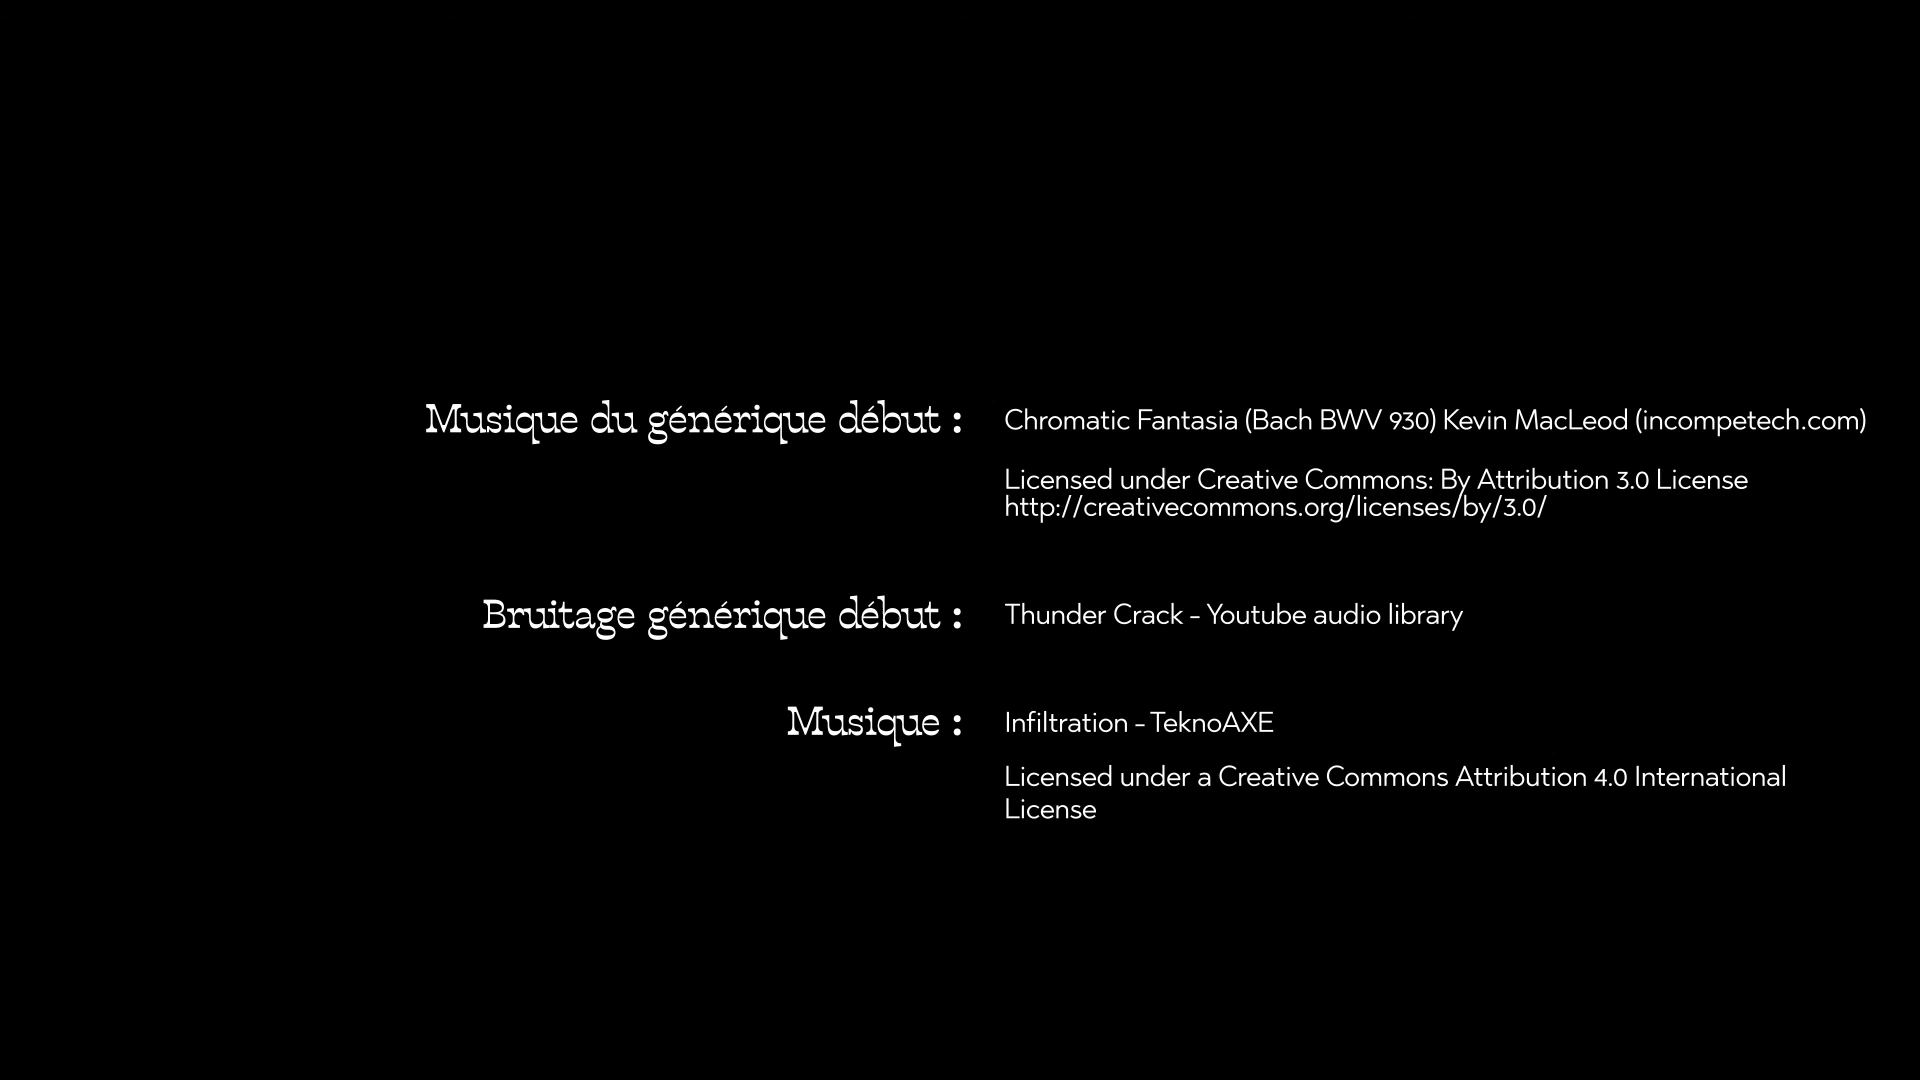 Musique du générique début : Chromatic Fantasia (Bach BWV 930) Kevin MacLeod (incompetech.com)
Licensed under Creative Commons: By Attribution 3.0 License
http://creativecommons.org/licenses/by/3.0/
Bruitage générique début : Thunder Crack - Youtube audio library
Musique : Infiltration - TeknoAXE
Licensed under a Creative Commons Attribution 4.0 International
License